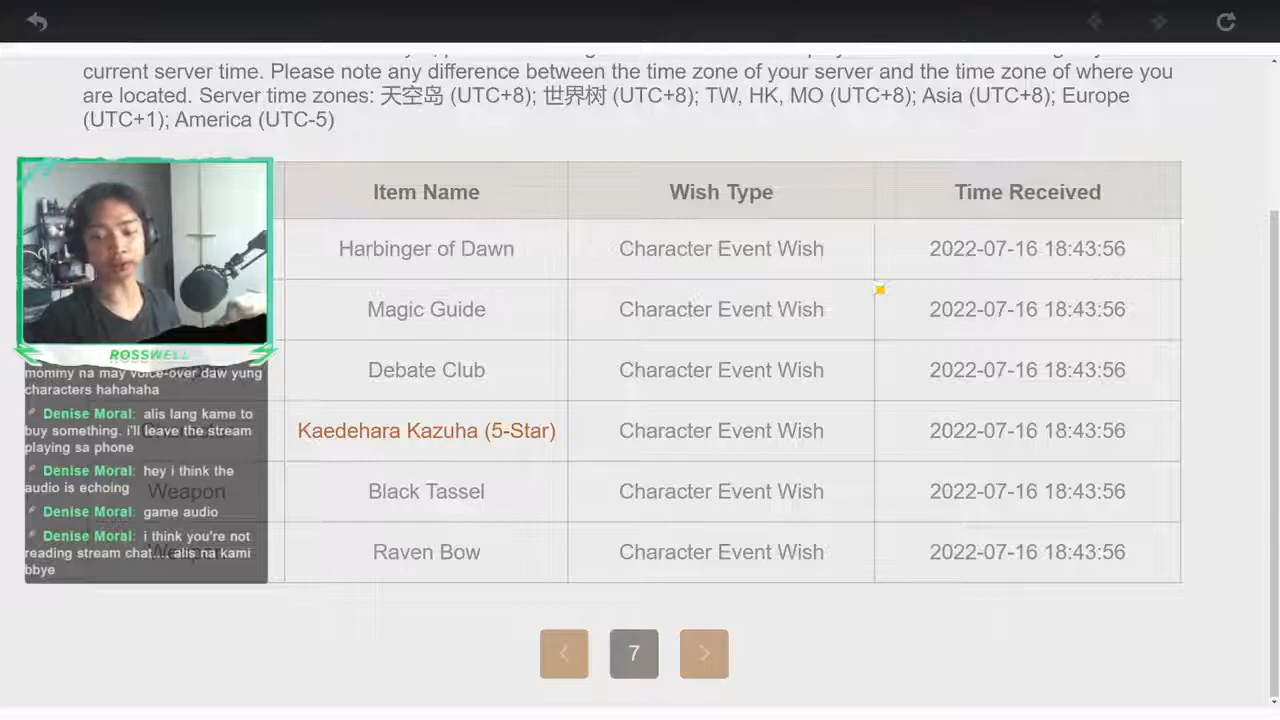 current server time. Please note any difference between the time zone of your server and the time zone of where you
are located. Server time zones: 天空岛 (UTC+8); 世界树 (UTC+8); TW, HK, MO (UTC+8); Asia (UTC+8); Europe
(UTC+1); America (UTC-5)
Item Name Wish Type Time Received
Harbinger of Dawn Character Event Wish 2022-07-16 18:43:56
Magic Guide Character Event Wish 2022-07-16 18:43:56
Debate Club Character Event Wish 2022-07-16 18:43:56
Kaedehara Kazuha (5-Star) Character Event Wish 2022-07-16 18:43:56
Weapon Black Tassel Character Event Wish 2022-07-16 18:43:56
Weapon Raven Bow Character Event Wish 2022-07-16 18:43:56
7
ROSSWELL
mommy na may voice-over daw yung
characters hahahaha
Denise Moral: alis lang kame to
buy something. i'll leave the stream
playing sa phone
Denise Moral: hey i think the
audio is echoing
Denise Moral: game audio
Denise Moral: i think you're not
reading stream chat.... alis na kami
bbye